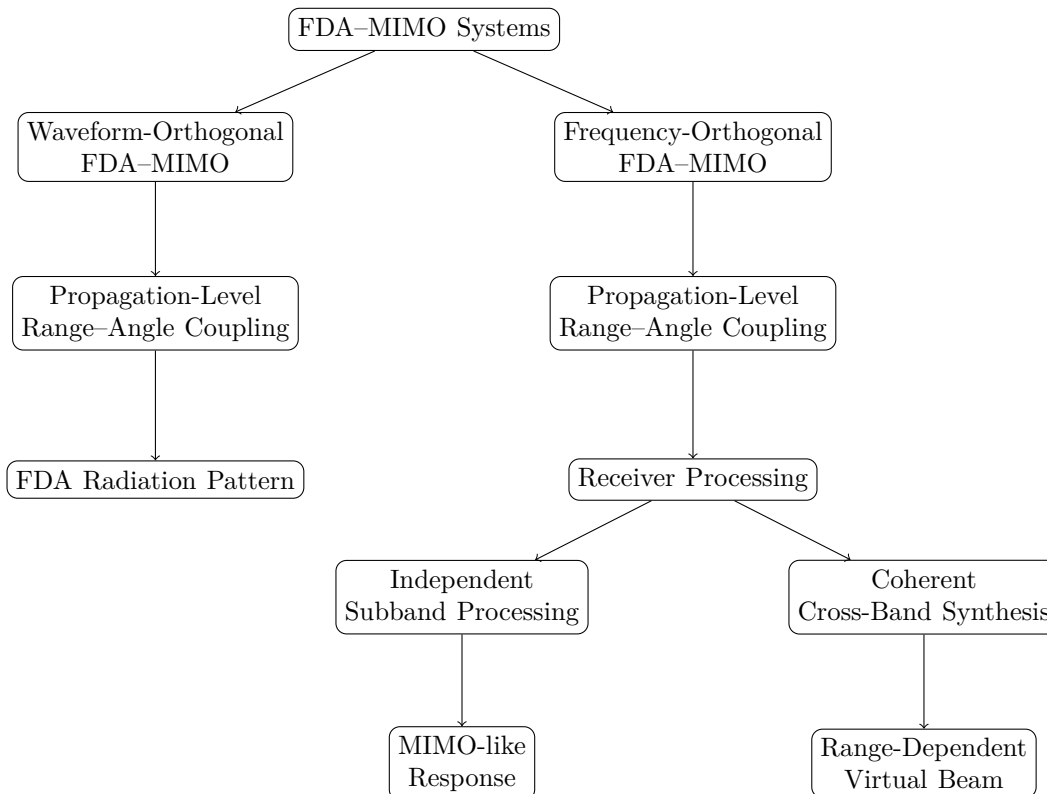 FDA–MIMO Systems
Waveform-Orthogonal
FDA–MIMO
Frequency-Orthogonal
FDA–MIMO
Propagation-Level
Range–Angle Coupling
Propagation-Level
Range–Angle Coupling
FDA Radiation Pattern
Receiver Processing
Independent
Subband Processing
Coherent
Cross-Band Synthesis
MIMO-like
Response
Range-Dependent
Virtual Beam